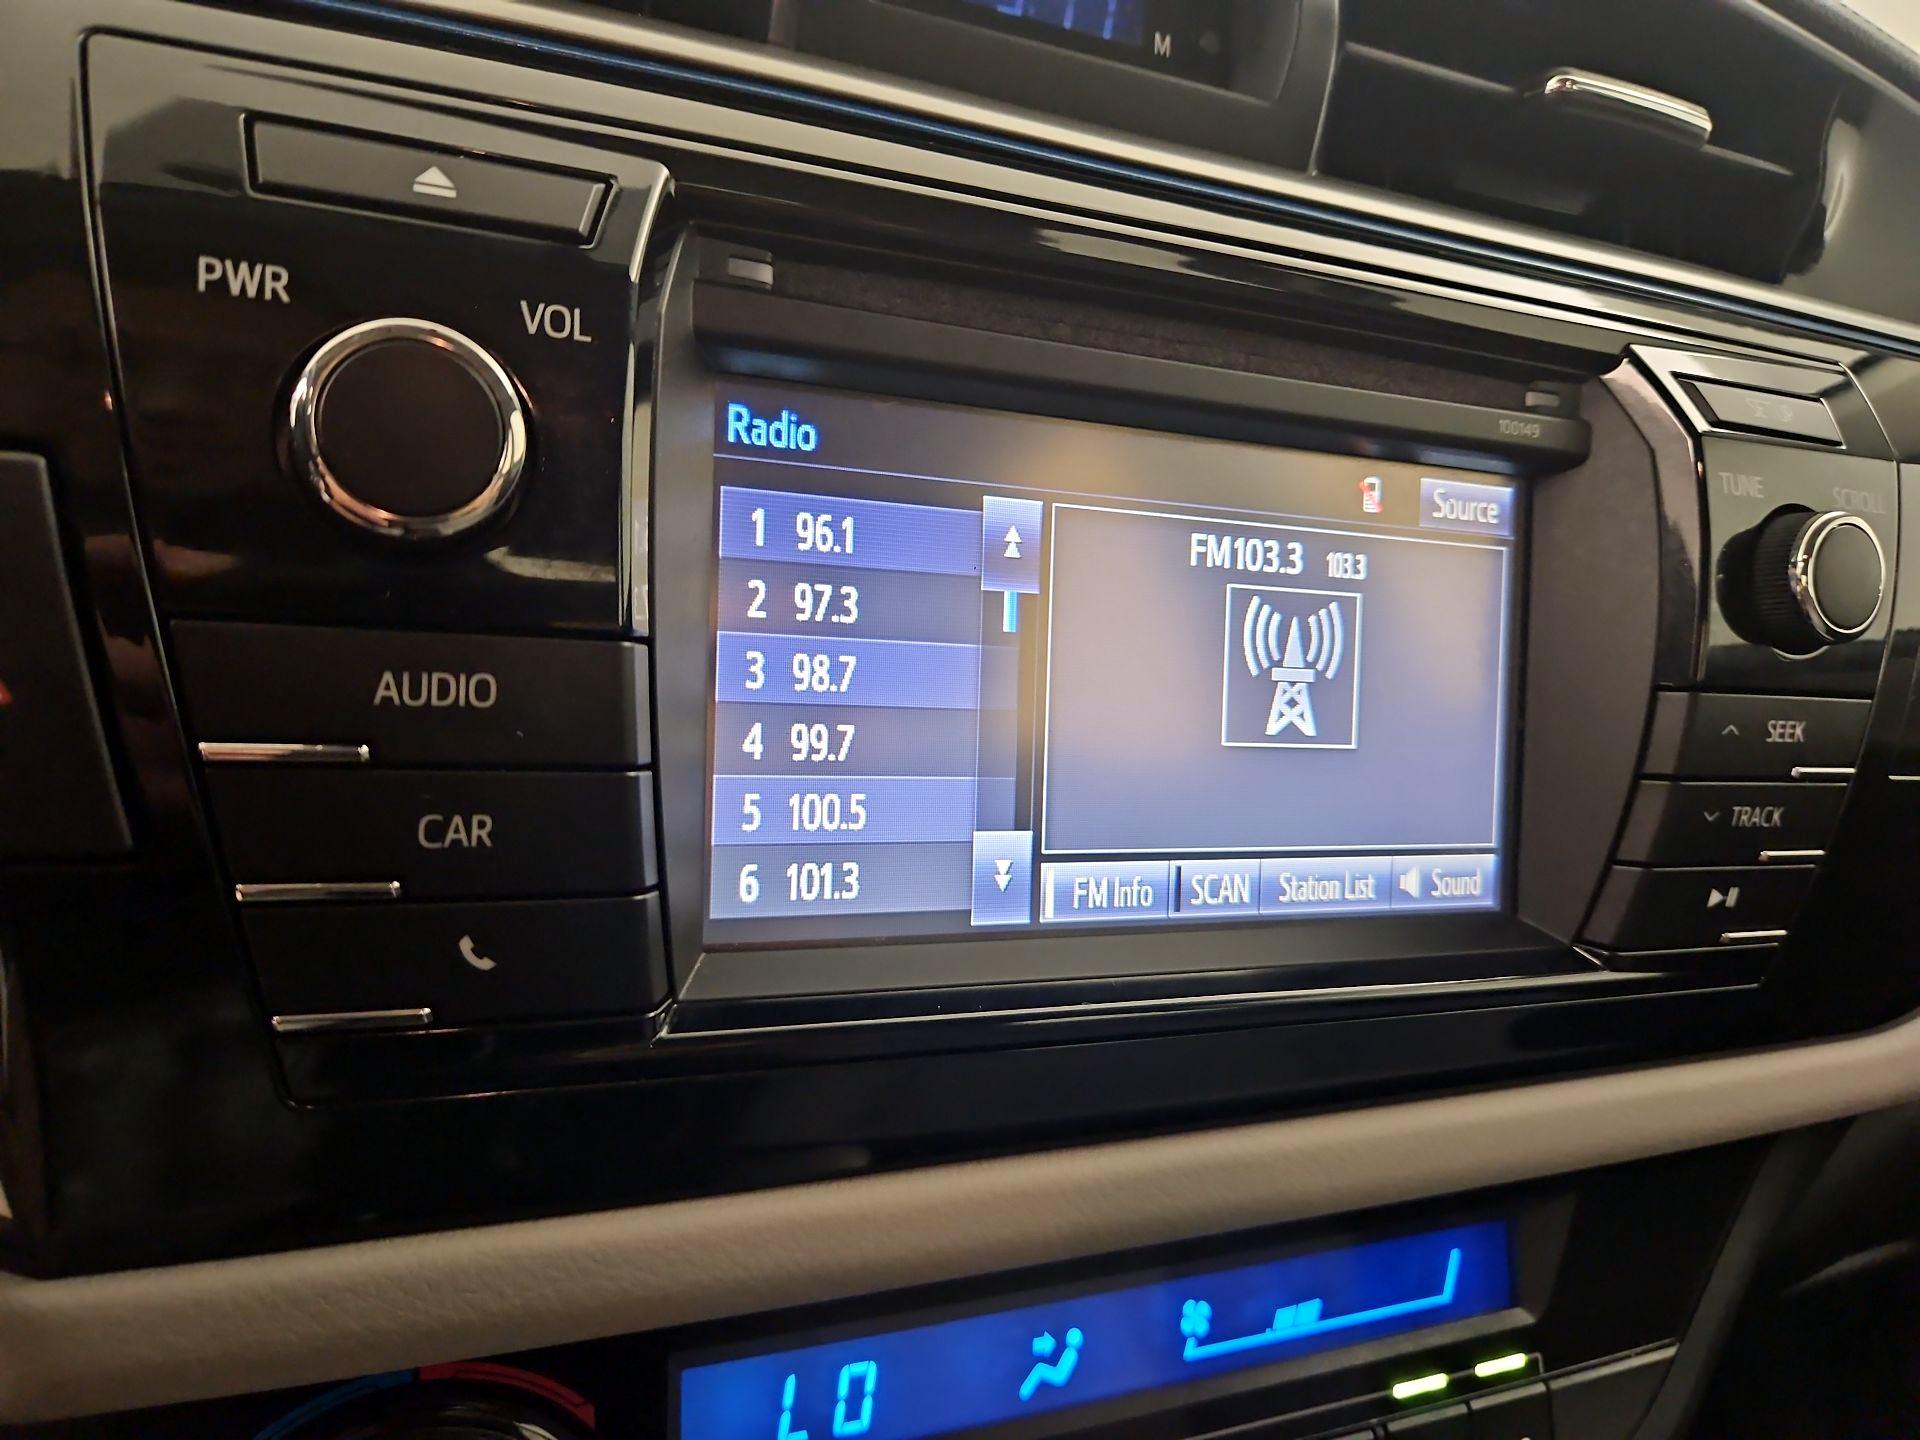 M
PWR
VOL
100149
SETUP
Radio
Source
TUNE
SCROLL
1 96.1
2 97.3
3 98.7
4 99.7
5 100.5
6 101.3
FM103.3 103.3
FM Info
SCAN
Station List
Sound
AUDIO
CAR
SEEK
TRACK
LO